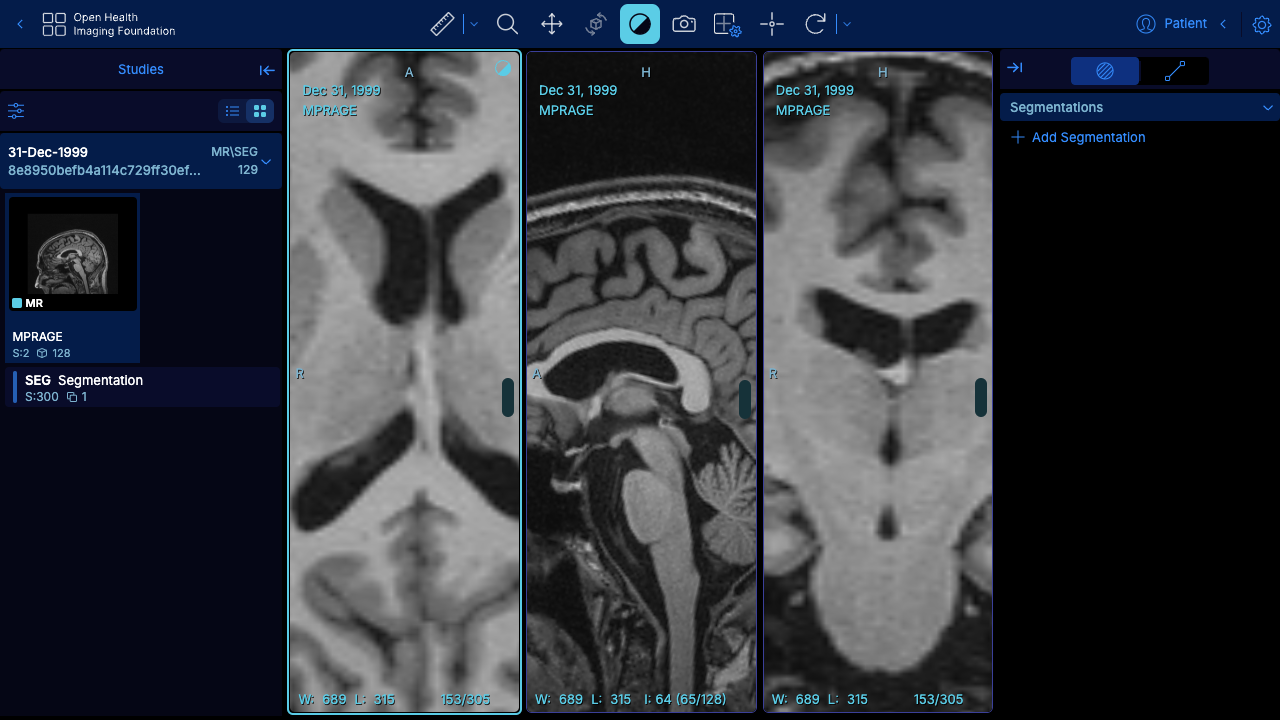 Open Health
Imaging Foundation
Patient
Studies
31-Dec-1999
MR\SEG
8e8950befb4a114c729ff30ef...
129
MR
MPRAGE
S:2 128
SEG Segmentation
S:300 1
A
Dec 31, 1999
MPRAGE
R
W: 689 L: 315 153/305
H
Dec 31, 1999
MPRAGE
A
W: 689 L: 315 I: 64 (65/128)
H
Dec 31, 1999
MPRAGE
R
W: 689 L: 315 153/305
Segmentations
Add Segmentation